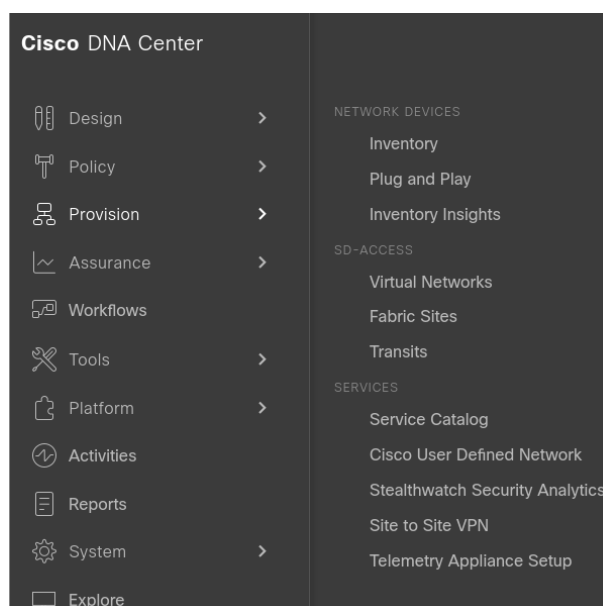 Cisco DNA Center
Design
Policy
Provision
Assurance
Workflows
Tools
Platform
Activities
Reports
System
Explore
NETWORK DEVICES
Inventory
Plug and Play
Inventory Insights
SD-ACCESS
Virtual Networks
Fabric Sites
Transits
SERVICES
Service Catalog
Cisco User Defined Network
Stealthwatch Security Analytics
Site to Site VPN
Telemetry Appliance Setup